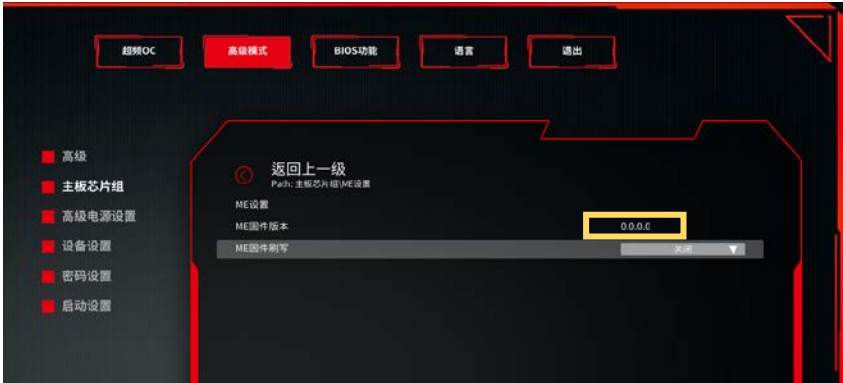 超频OC
高级模式
BIOS功能
语言
退出
高级
主板芯片组
高级电源设置
设备设置
密码设置
启动设置
返回上一级
Path: 主板芯片组\ME设置
ME设置
ME固件版本 0.0.0.0
ME固件刷写 关闭